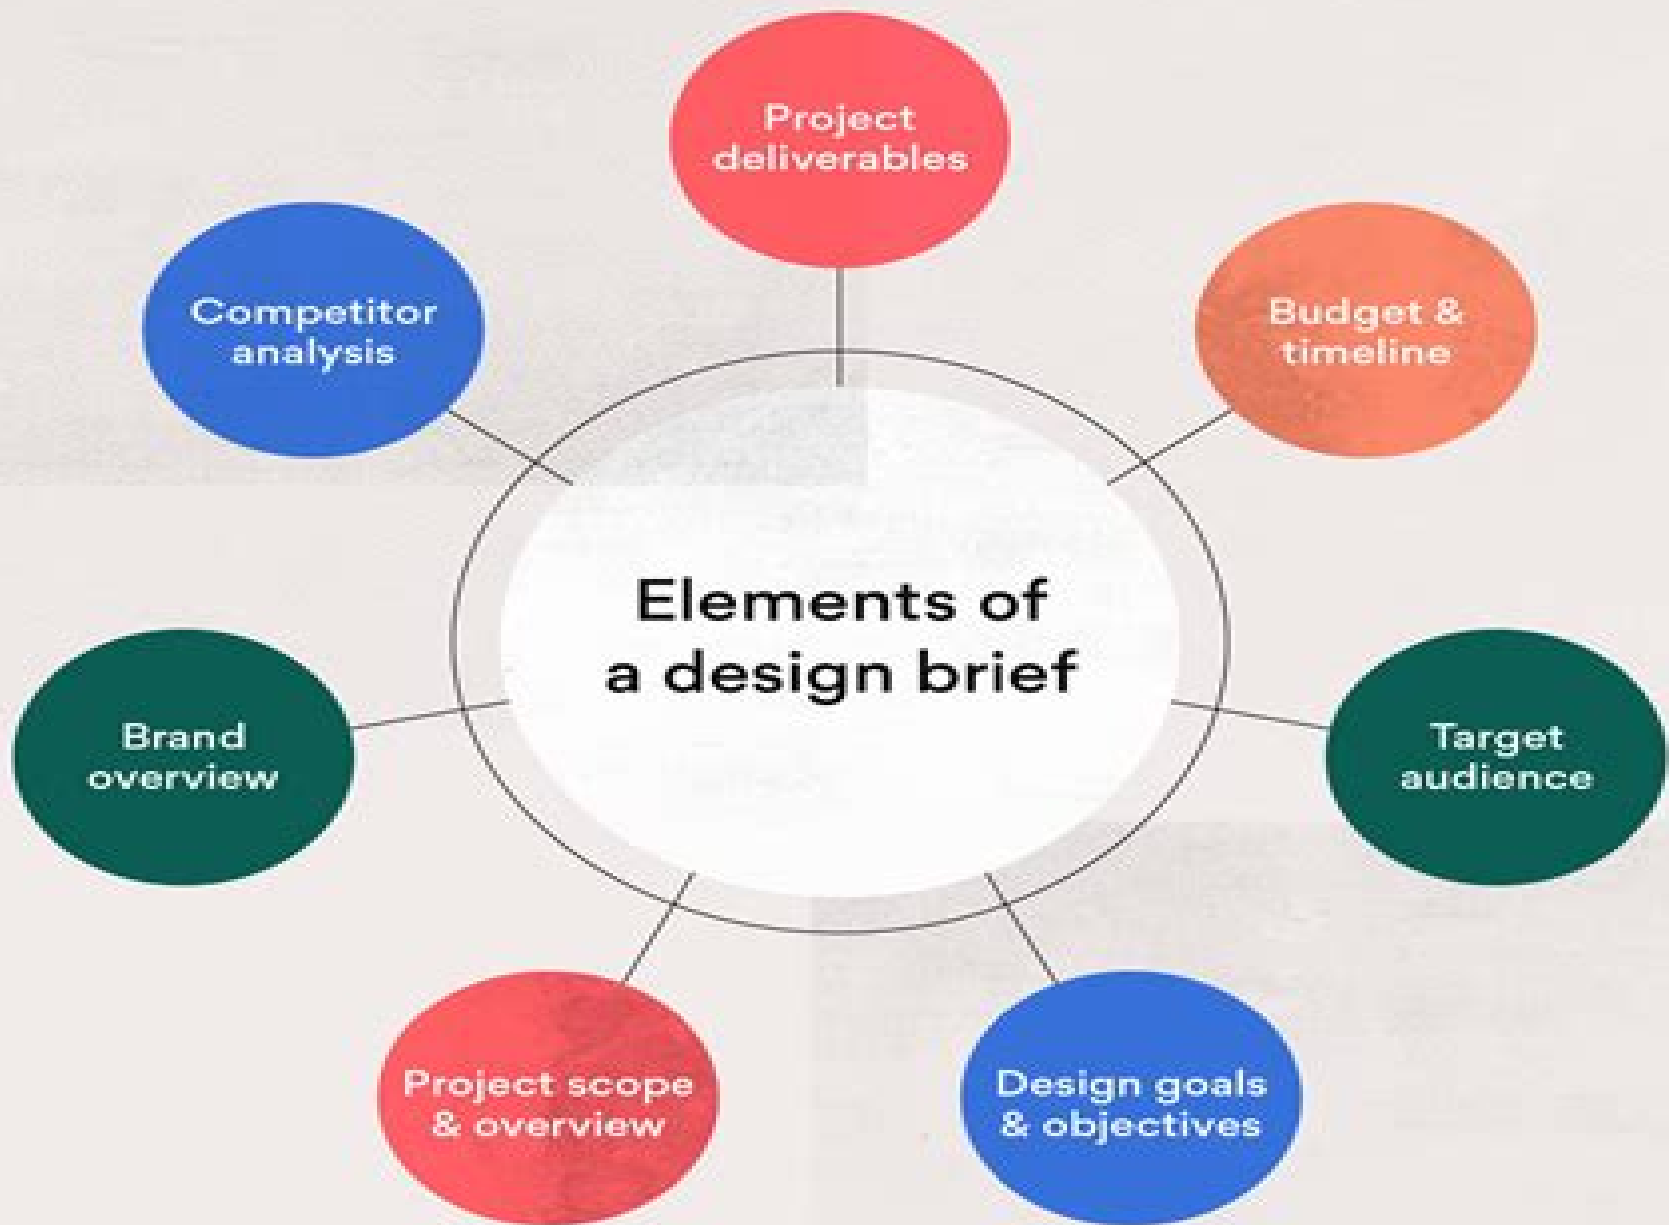 Project
deliverables
Competitor
analysis
Budget &
timeline
Elements of
a design brief
Brand
overview
Target
audience
Project scope
& overview
Design goals
& objectives